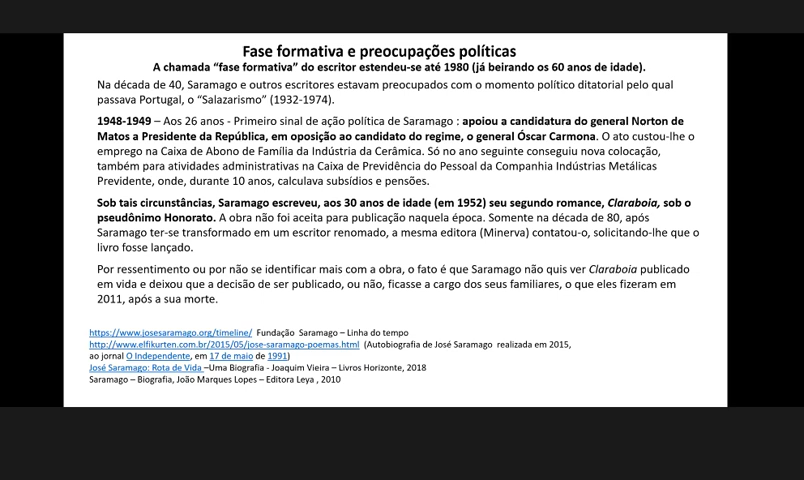 Fase formativa e preocupações políticas
A chamada “fase formativa” do escritor estendeu-se até 1980 (já beirando os 60 anos de idade).
Na década de 40, Saramago e outros escritores estavam preocupados com o momento político ditatorial pelo qual
passava Portugal, o “Salazarismo” (1932-1974).
1948-1949 – Aos 26 anos - Primeiro sinal de ação política de Saramago : apoiou a candidatura do general Norton de
Matos a Presidente da República, em oposição ao candidato do regime, o general Óscar Carmona. O ato custou-lhe o
emprego na Caixa de Abono de Família da Indústria da Cerâmica. Só no ano seguinte conseguiu nova colocação,
também para atividades administrativas na Caixa de Previdência do Pessoal da Companhia Indústrias Metálicas
Previdente, onde, durante 10 anos, calculava subsídios e pensões.
Sob tais circunstâncias, Saramago escreveu, aos 30 anos de idade (em 1952) seu segundo romance, Claraboia, sob o
pseudônimo Honorato. A obra não foi aceita para publicação naquela época. Somente na década de 80, após
Saramago ter-se transformado em um escritor renomado, a mesma editora (Minerva) contatou-o, solicitando-lhe que o
livro fosse lançado.
Por ressentimento ou por não se identificar mais com a obra, o fato é que Saramago não quis ver Claraboia publicado
em vida e deixou que a decisão de ser publicado, ou não, ficasse a cargo dos seus familiares, o que eles fizeram em
2011, após a sua morte.
https://www.josesaramago.org/timeline/ Fundação Saramago – Linha do tempo
http://www.elfikurten.com.br/2015/05/jose-saramago-poemas.html (Autobiografia de José Saramago realizada em 2015,
ao jornal O Independente, em 17 de maio de 1991)
José Saramago: Rota de Vida –Uma Biografia - Joaquim Vieira – Livros Horizonte, 2018
Saramago – Biografia, João Marques Lopes – Editora Leya , 2010